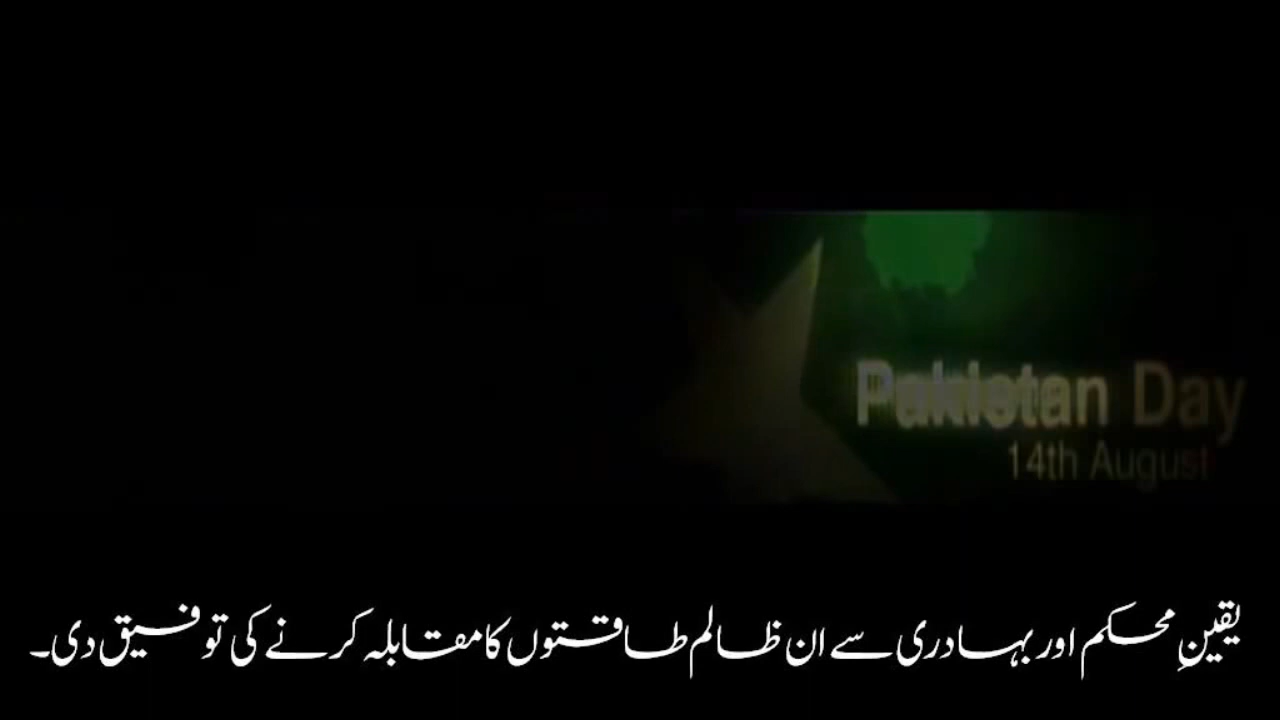 Pakistan Day
14th August
یقینِ محکم اور بہادری سے ان ظالم طاقتوں کا مقابلہ کرنے کی توفیق دی۔